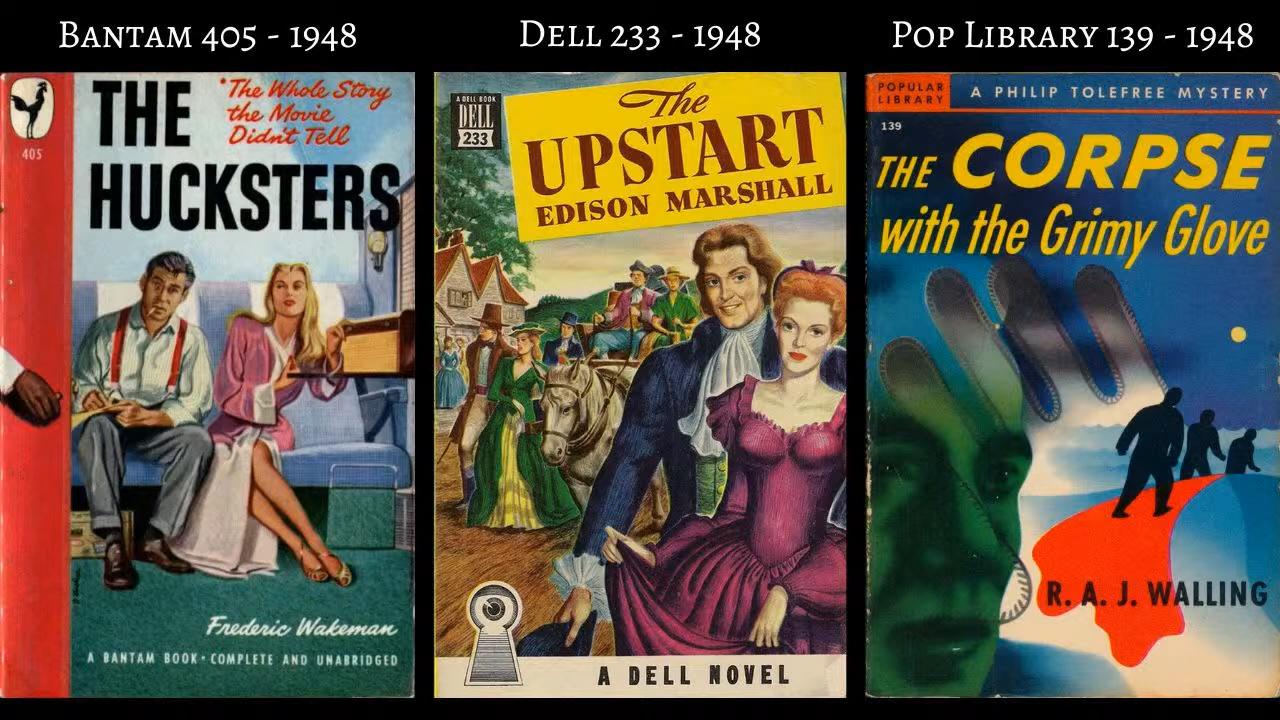 Bantam 405 - 1948
405
THE
HUCKSTERS
"The Whole Story
the Movie
Didn't Tell
Frederic Wakeman
A BANTAM BOOK · COMPLETE AND UNABRIDGED
Dell 233 - 1948
A DELL BOOK
DELL
233
The
UPSTART
EDISON MARSHALL
A DELL NOVEL
Pop Library 139 - 1948
POPULAR
LIBRARY
A PHILIP TOLEFREE MYSTERY
139
THE CORPSE
with the Grimy Glove
R. A. J. WALLING